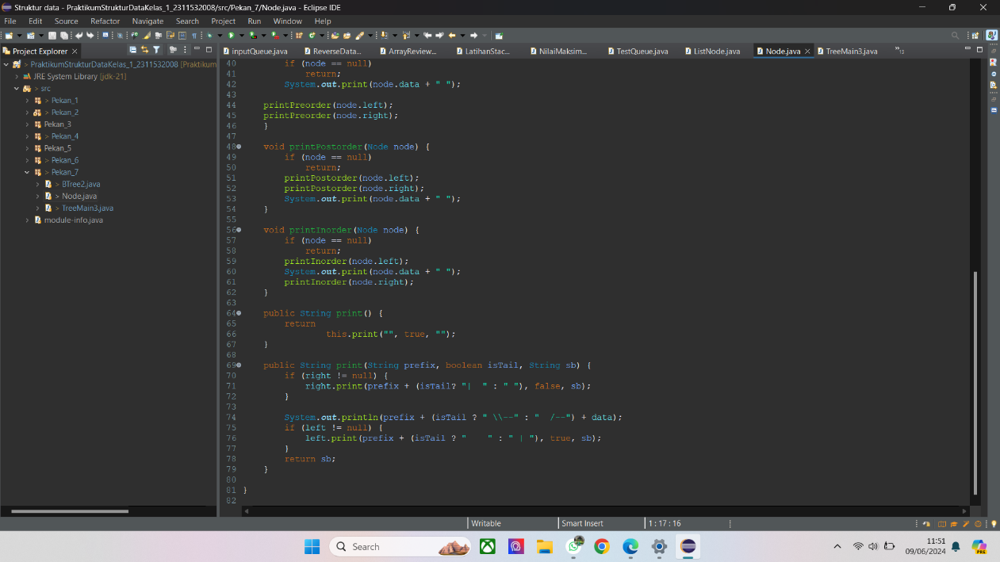 Struktur data - PraktikumStrukturDataKelas_1_2311532008/src/Pekan_7/Node.java - Eclipse IDE
File Edit Source Refactor Navigate Search Project Run Window Help
Project Explorer
inputQueue.java ReverseData... ArrayReview... LatihanStac... NilaiMaksim... TestQueue.java ListNode.java Node.java TreeMain3.java »13
> PraktikumStrukturDataKelas_1_2311532008 [Praktikum
JRE System Library [jdk-21]
> src
> Pekan_1
> Pekan_2
Pekan_3
> Pekan_4
Pekan_5
> Pekan_6
> Pekan_7
> BTree2.java
> Node.java
> TreeMain3.java
module-info.java
40 if (node == null)
41 return;
42 System.out.print(node.data + " ");
43
44 printPreorder(node.left);
45 printPreorder(node.right);
46 }
47
48 void printPostorder(Node node) {
49 if (node == null)
50 return;
51 printPostorder(node.left);
52 printPostorder(node.right);
53 System.out.print(node.data + " ");
54 }
55
56 void printInorder(Node node) {
57 if (node == null)
58 return;
59 printInorder(node.left);
60 System.out.print(node.data + " ");
61 printInorder(node.right);
62 }
63
64 public String print() {
65 return
66 this.print("", true, "");
67 }
68
69 public String print(String prefix, boolean isTail, String sb) {
70 if (right != null) {
71 right.print(prefix + (isTail? "|  " : " "), false, sb);
72 }
73
74 System.out.println(prefix + (isTail ? " \\--" : "  /--") + data);
75 if (left != null) {
76 left.print(prefix + (isTail ? "    " : " | "), true, sb);
77 }
78 return sb;
79 }
80
81 }
82
Writable Smart Insert 1 : 17 : 16
Search
11:51
09/06/2024
PRE